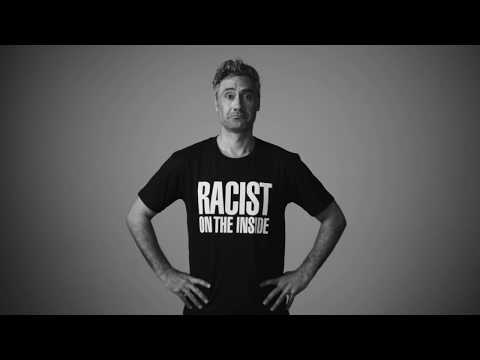 RACIST
ON THE INSIDE